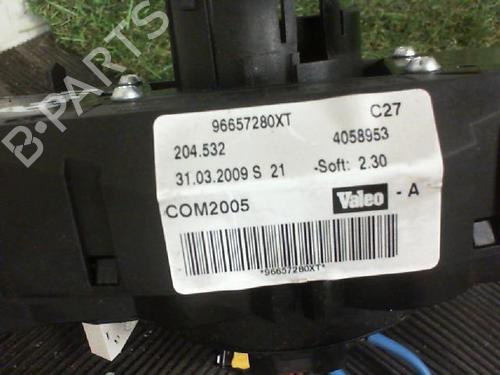 B-PARTS
96657280XT C27
204.532 4058953
31.03.2009 S 21 -Soft: 2.30
COM2005 Valeo - A
*96657280XT*